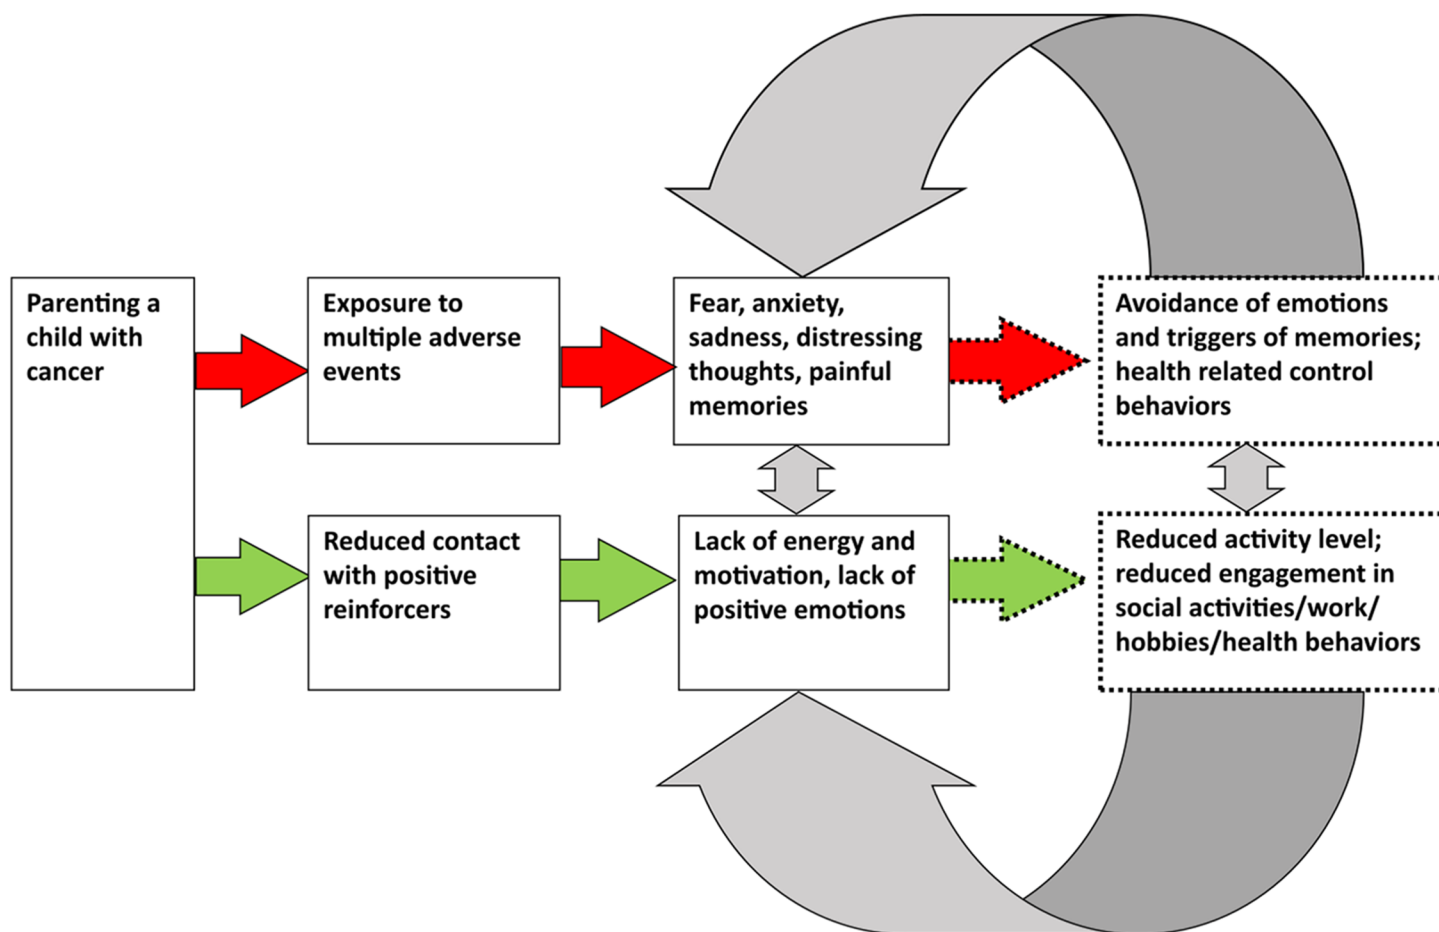 Parenting a
child with
cancer
Exposure to
multiple adverse
events
Fear, anxiety,
sadness, distressing
thoughts, painful
memories
Avoidance of emotions
and triggers of memories;
health related control
behaviors
Reduced contact
with positive
reinforcers
Lack of energy and
motivation, lack of
positive emotions
Reduced activity level;
reduced engagement in
social activities/work/
hobbies/health behaviors